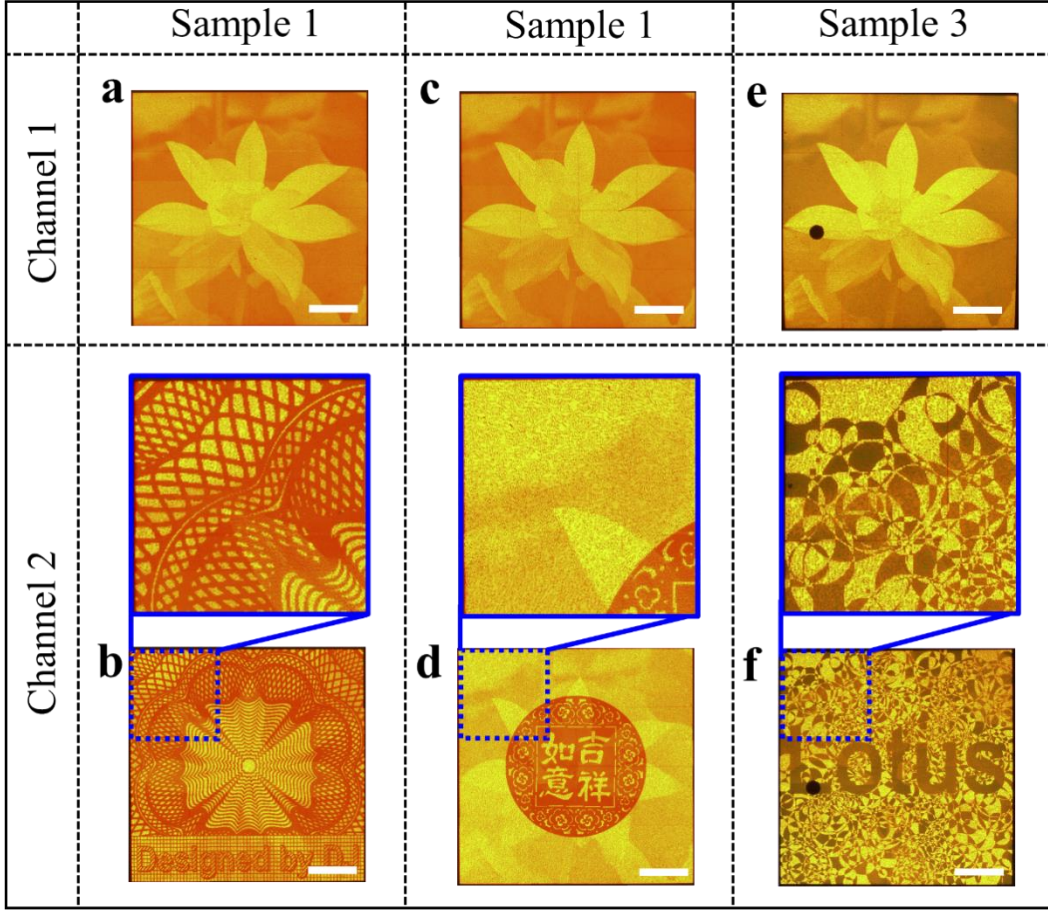 Sample 1
Sample 1
Sample 3
Channel 1
a
c
e
Channel 2
b
d
f
吉祥
如意
Lotus
Designed by